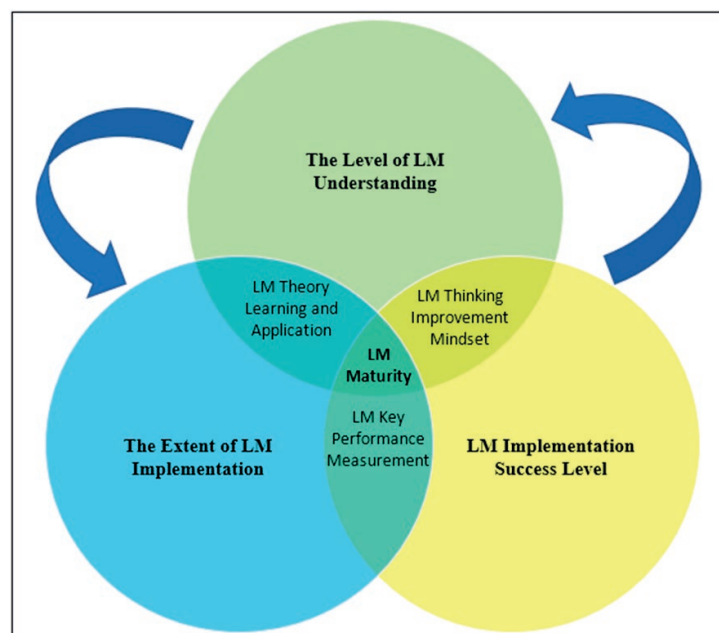 The Level of LM
Understanding
LM Theory
Learning and
Application
LM Thinking
Improvement
Mindset
LM
Maturity
The Extent of LM
Implementation
LM Key
Performance
Measurement
LM Implementation
Success Level